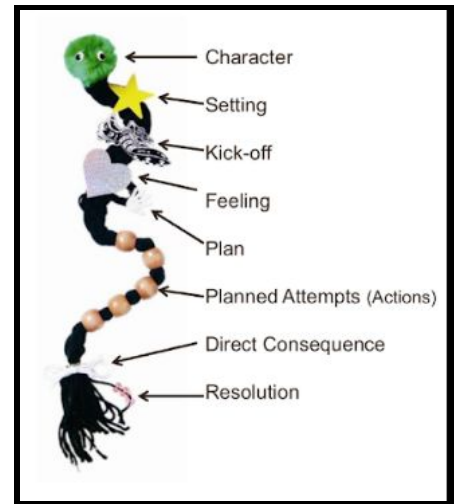 Character
Setting
Kick-off
Feeling
Plan
Planned Attempts (Actions)
Direct Consequence
Resolution